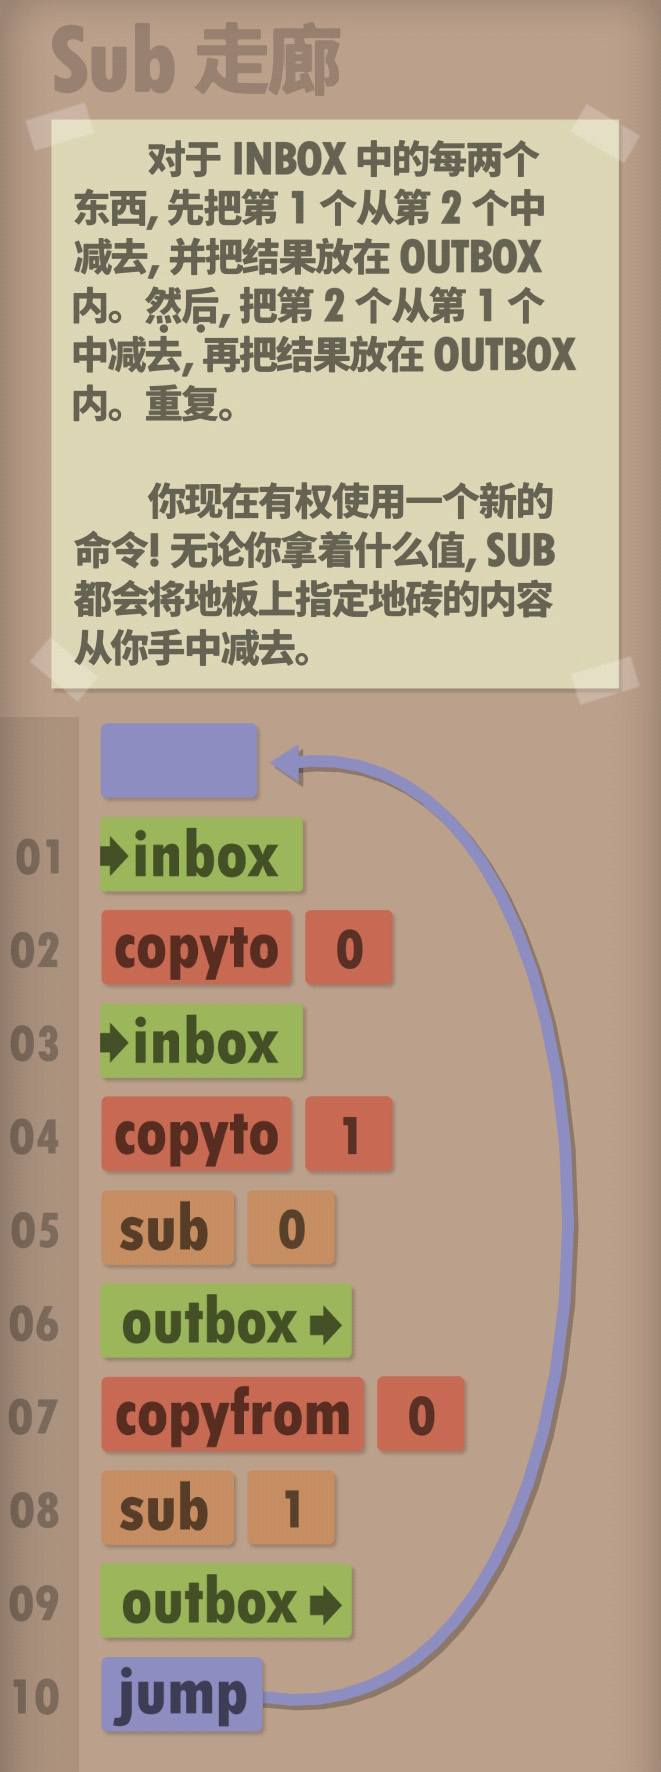 Sub 走廊
对于 INBOX 中的每两个
东西, 先把第 1 个从第 2 个中
减去, 并把结果放在 OUTBOX
内。然后, 把第 2 个从第 1 个
中减去, 再把结果放在 OUTBOX
内。重复。
你现在有权使用一个新的
命令! 无论你拿着什么值, SUB
都会将地板上指定地砖的内容
从你手中减去。
01 inbox
02 copyto 0
03 inbox
04 copyto 1
05 sub 0
06 outbox
07 copyfrom 0
08 sub 1
09 outbox
10 jump